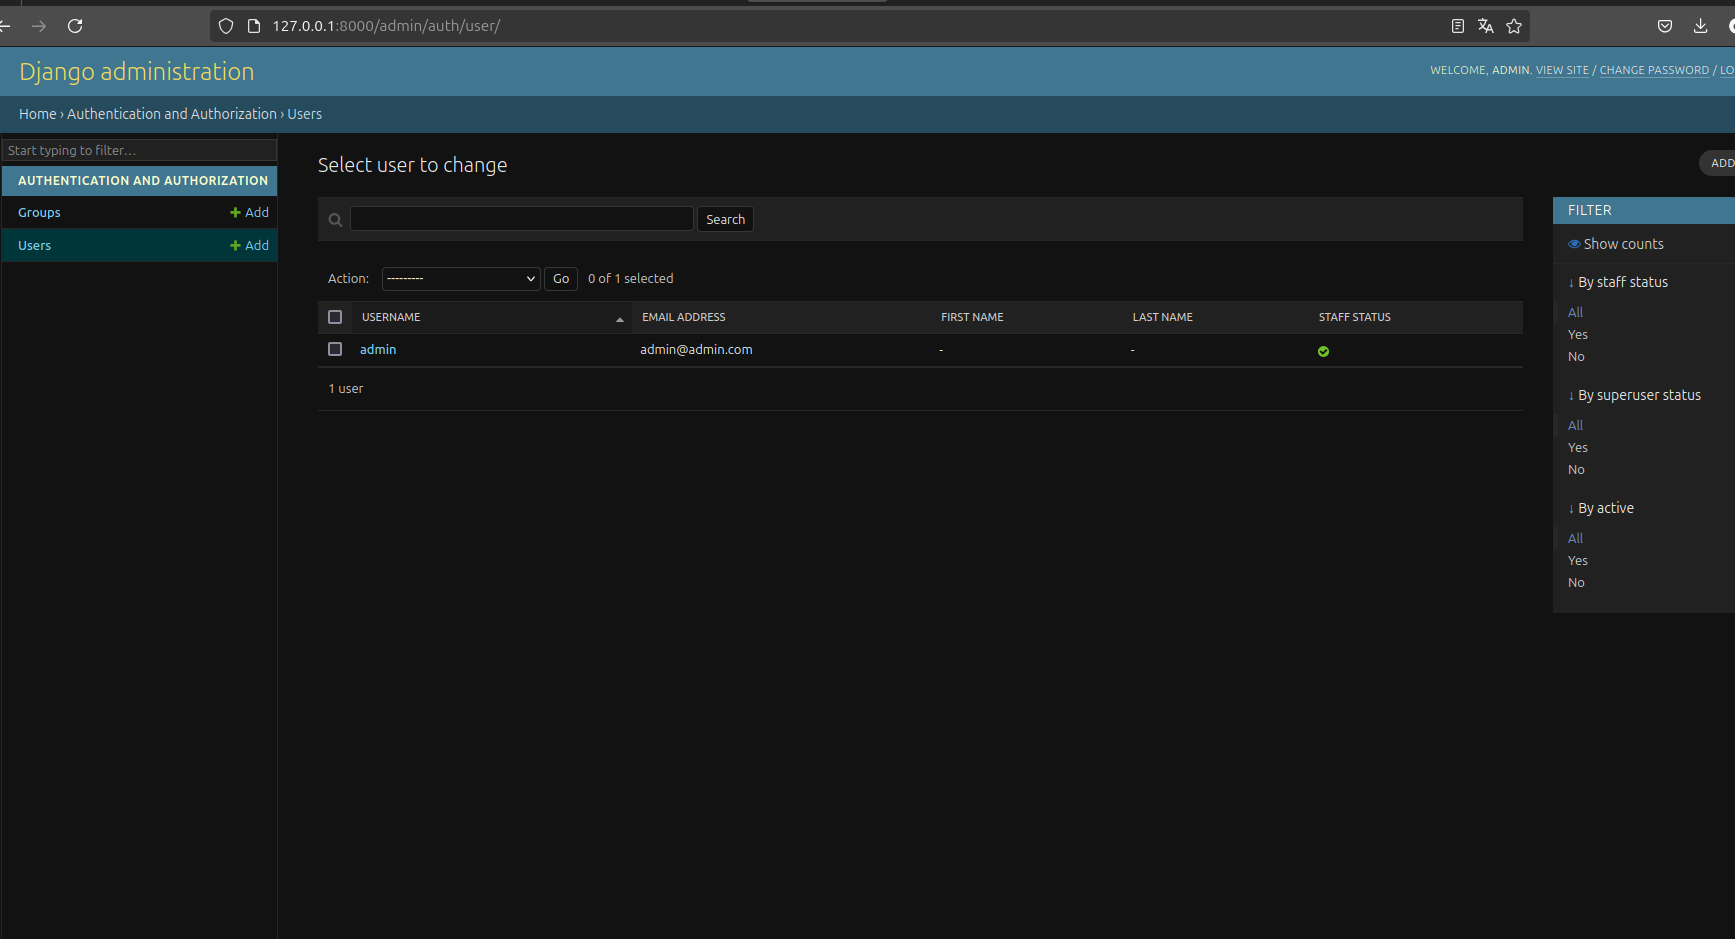 127.0.0.1:8000/admin/auth/user/
Django administration
WELCOME, ADMIN. VIEW SITE / CHANGE PASSWORD / LO
Home › Authentication and Authorization › Users
Start typing to filter…
AUTHENTICATION AND AUTHORIZATION
Groups + Add
Users + Add
Select user to change
ADD
Search
Action: --------- Go 0 of 1 selected
USERNAME EMAIL ADDRESS FIRST NAME LAST NAME STAFF STATUS
admin admin@admin.com - -
1 user
FILTER
Show counts
↓ By staff status
All
Yes
No
↓ By superuser status
All
Yes
No
↓ By active
All
Yes
No